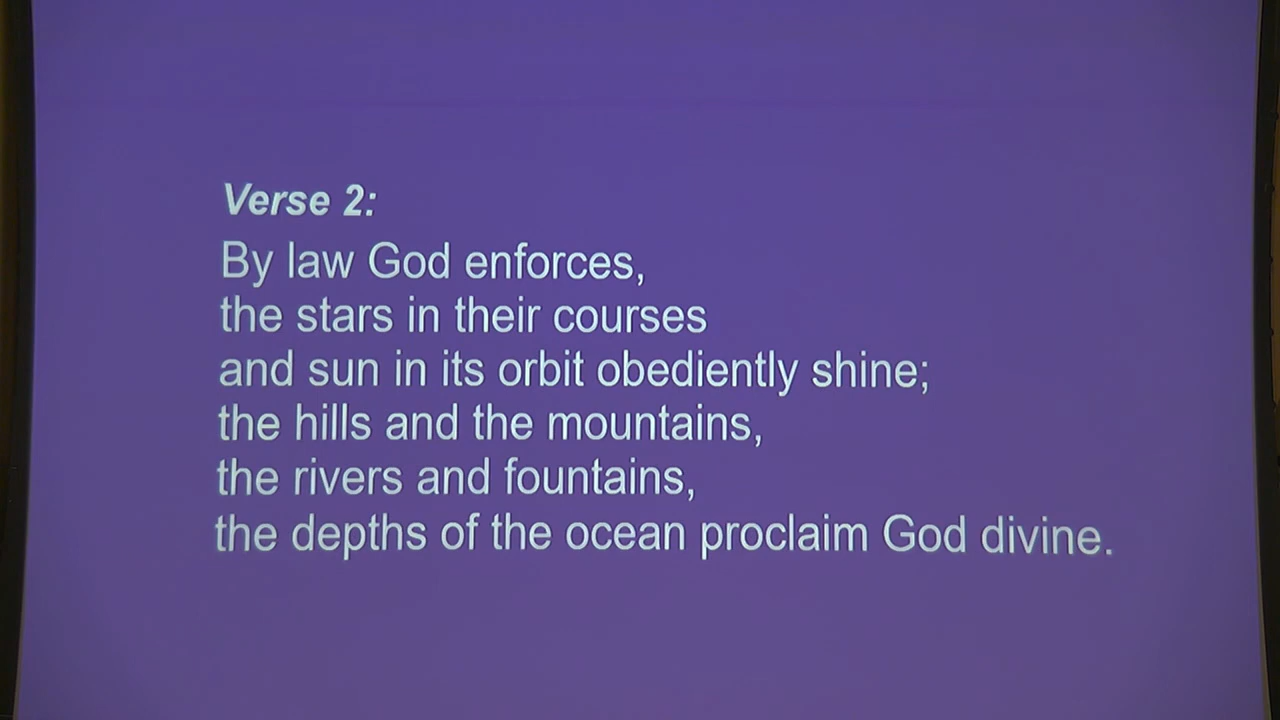 Verse 2:
By law God enforces,
the stars in their courses
and sun in its orbit obediently shine;
the hills and the mountains,
the rivers and fountains,
the depths of the ocean proclaim God divine.